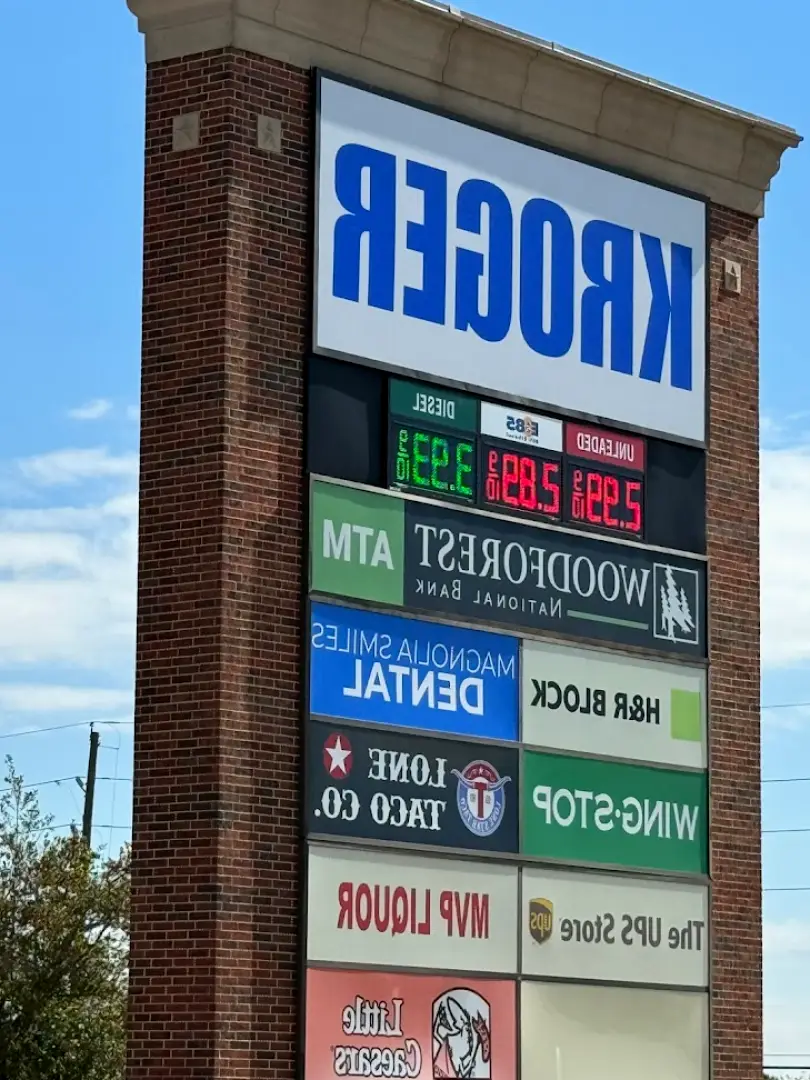 KROGER
UNLEADED
E85
DIESEL
WOODFOREST
NATIONAL BANK
ATM
H&R BLOCK
MAGNOLIA SMILES
DENTAL
WING·STOP
LONE
TACO CO.
The UPS Store
ups
MVP LIQUOR
Little
Caesars